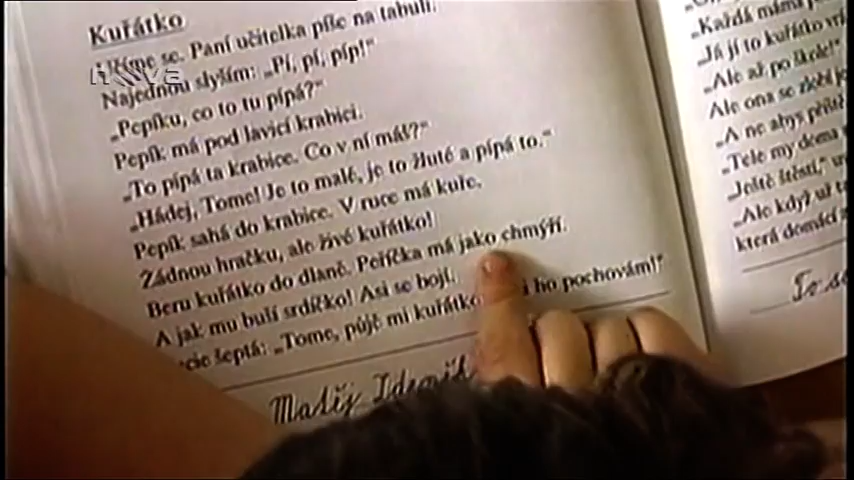 Kuřátko
Učíme se. Paní učitelka píše na tabuli.
nova
Najednou slyším: „Pí, pí, píp!“
„Pepíku, co to tu pípá?“
Pepík má pod lavicí krabici.
„To pípá ta krabice. Co v ní máš?“
„Hádej, Tome! Je to malé, je to žluté a pípá to.“
Pepík sahá do krabice. V ruce má kuře.
Žádnou hračku, ale živé kuřátko!
Beru kuřátko do dlaně. Peříčka má jako chmýří.
A jak mu buší srdíčko! Asi se bojí.
šeptá: „Tome, půjč mi kuřátko i ho pochovám!“
Matěj
„Každá máma
„Já jí to kuřátko
„Ale až po škole!“
Ale ona se zlobí
„A ne abys příště
„Tele my doma
„Ještě štěstí,“
„Ale když už
která domácí